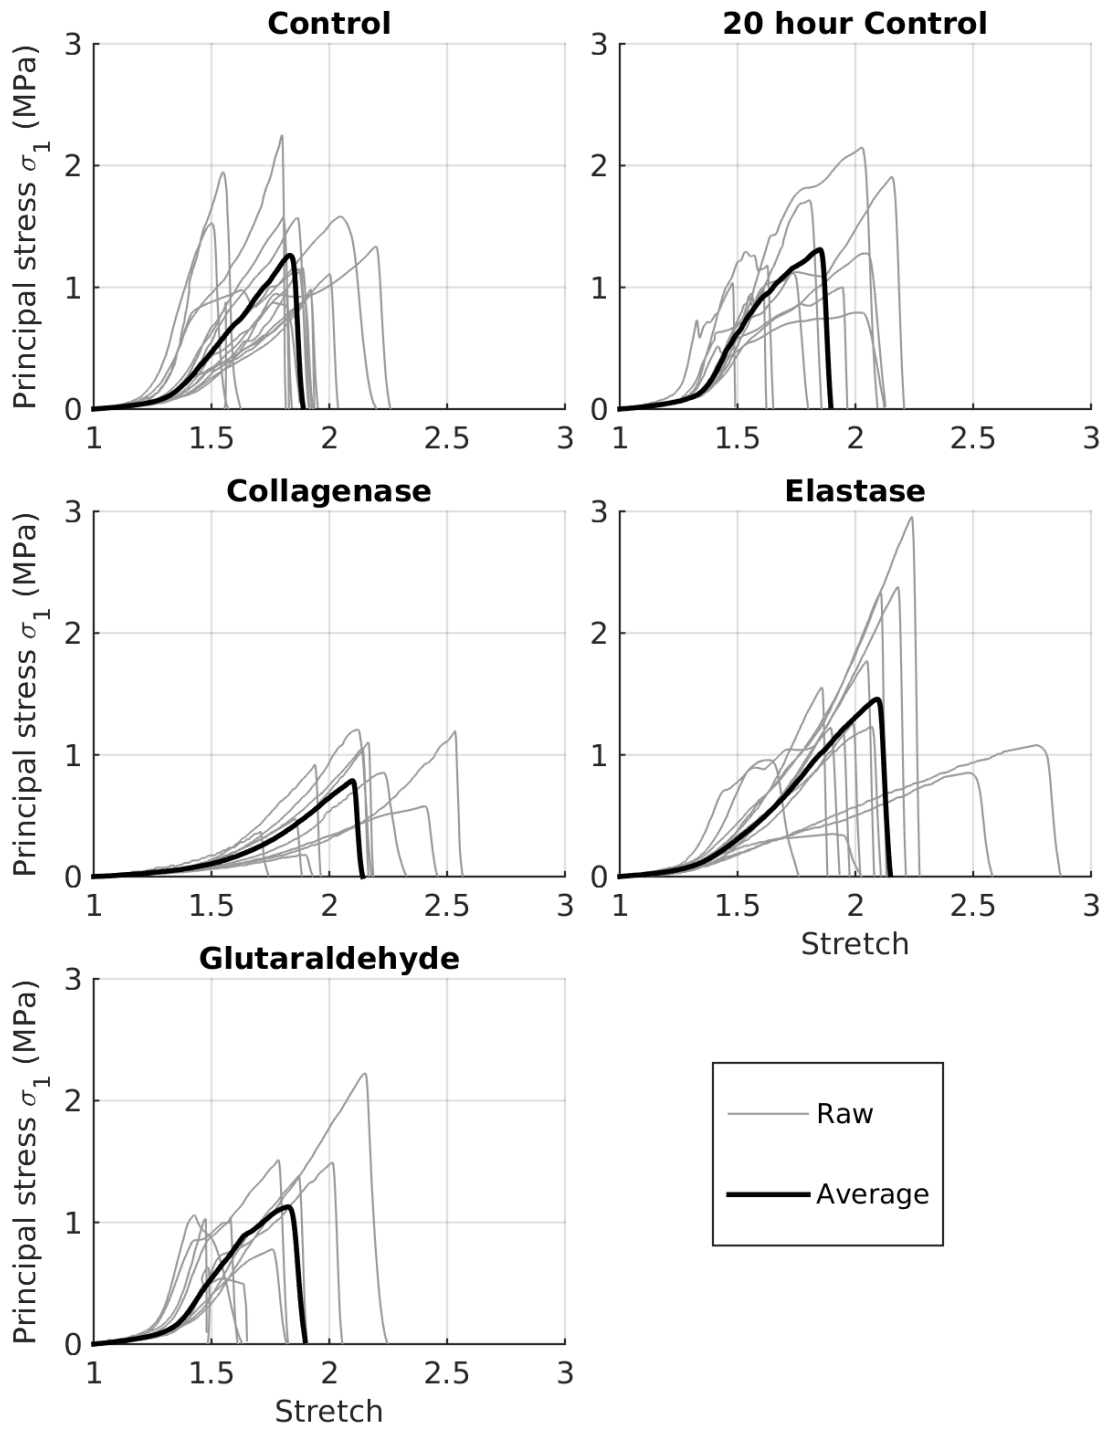 Control
20 hour Control
3
2
1
0
Principal stress σ1 (MPa)
1 1.5 2 2.5 3
3
2
1
0
1 1.5 2 2.5 3
Collagenase
Elastase
3
2
1
0
Principal stress σ1 (MPa)
1 1.5 2 2.5 3
3
2
1
0
1 1.5 2 2.5 3
Stretch
Glutaraldehyde
3
2
1
0
Principal stress σ1 (MPa)
1 1.5 2 2.5 3
Stretch
Raw
Average